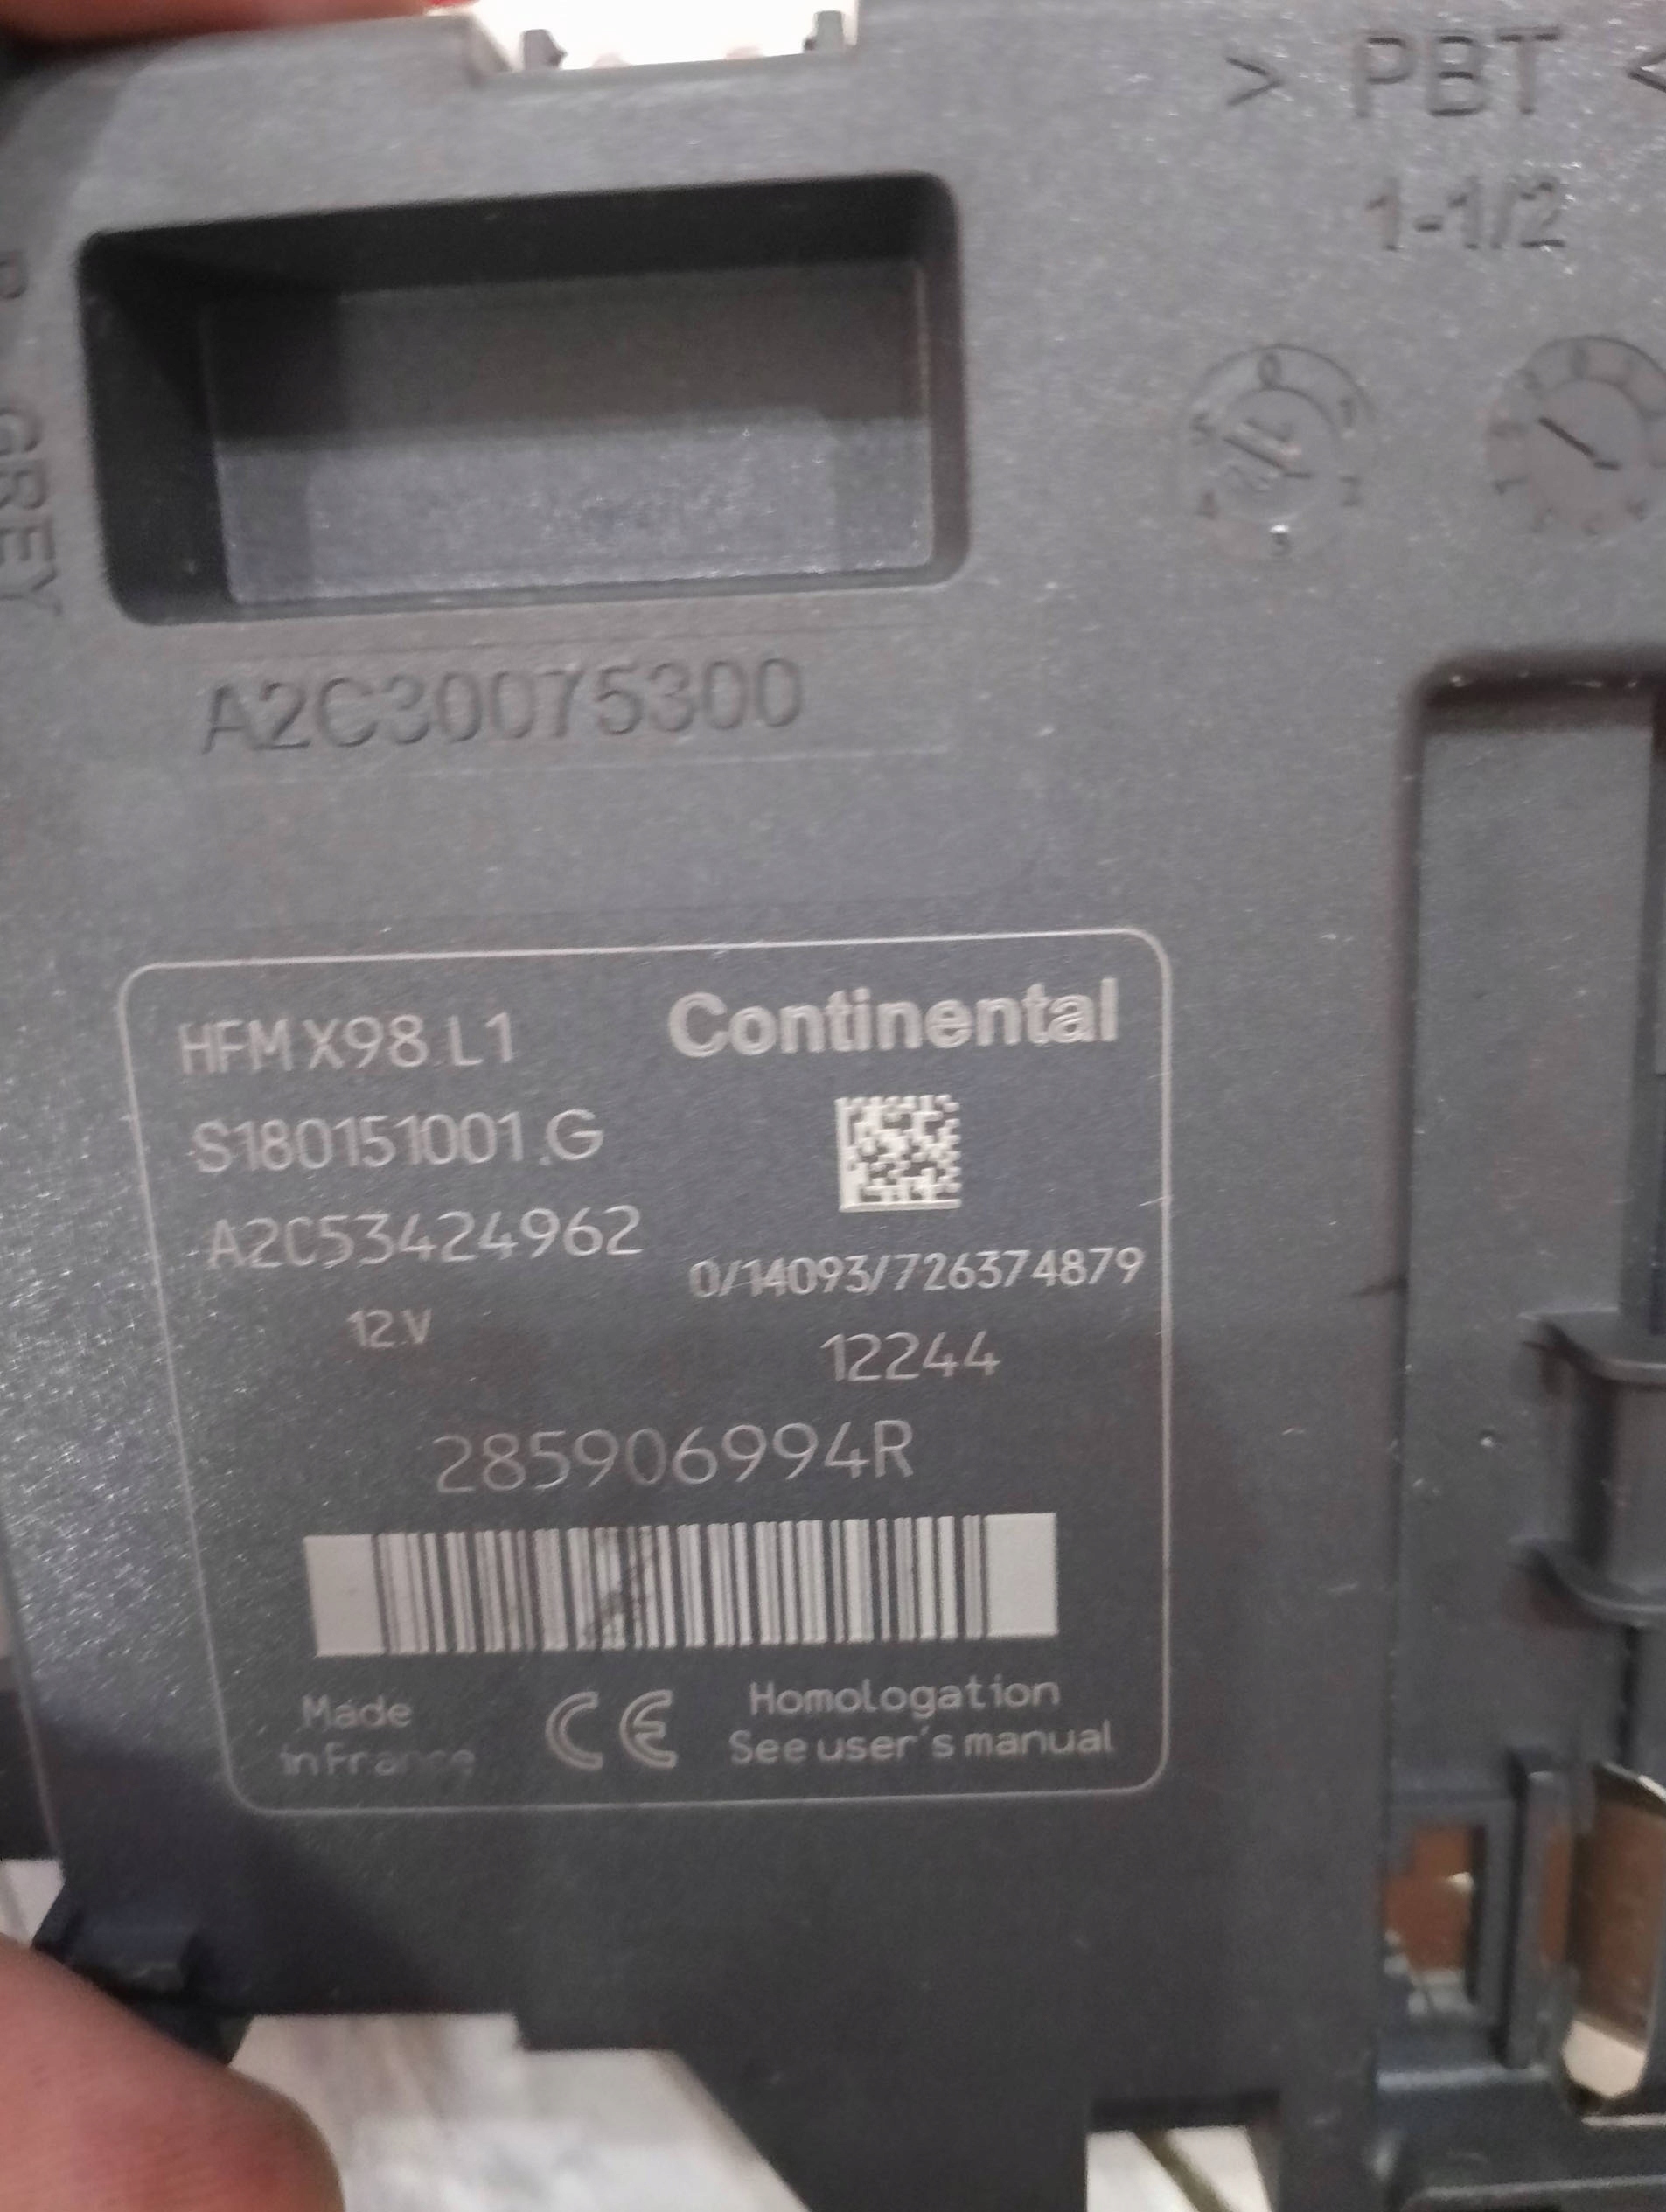 > PBT <
1-1/2
GREY
A2C30075300
HFM X98 L1
Continental
S180151001.G
A2C53424962
0/14093/726374879
12 V
12244
285906994R
Made
in France
CE
Homologation
See user's manual